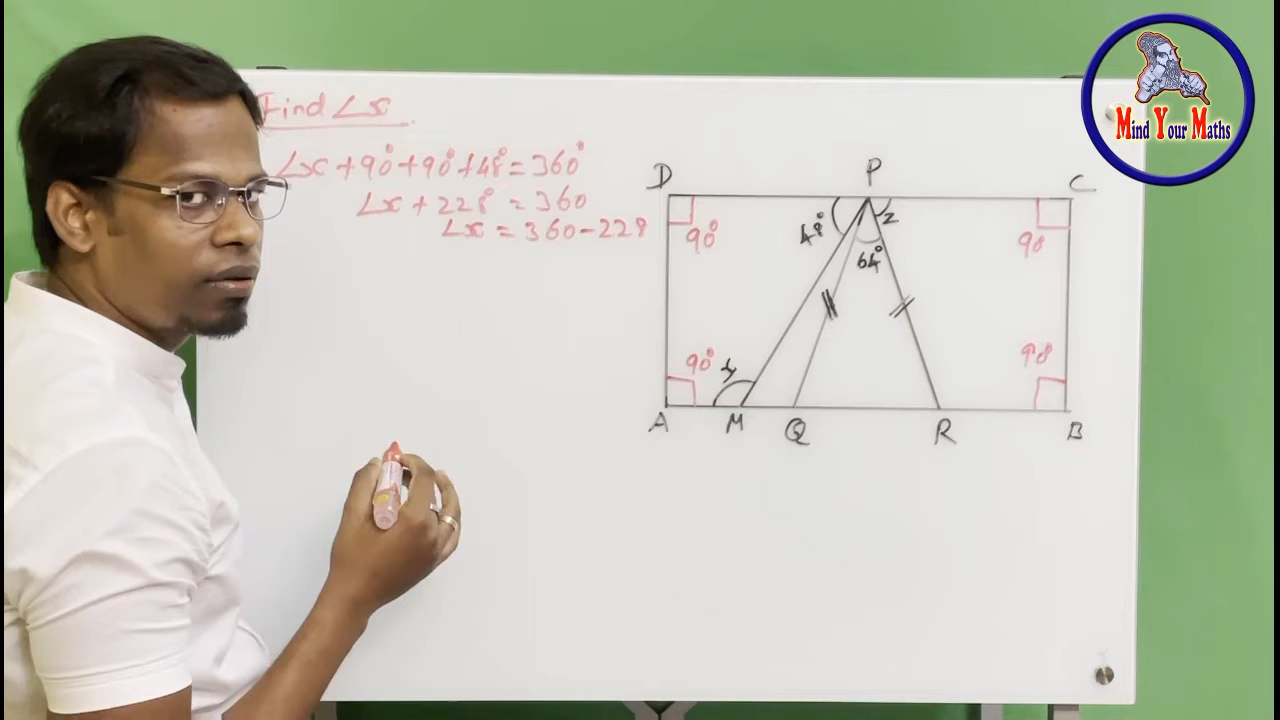 Find ∠x
∠x + 90° + 90° + 48° = 360°
∠x + 228° = 360
∠x = 360 - 228
Mind Your Maths
D P C
90° 48° z 90
64°
90° 90
A M Q R B